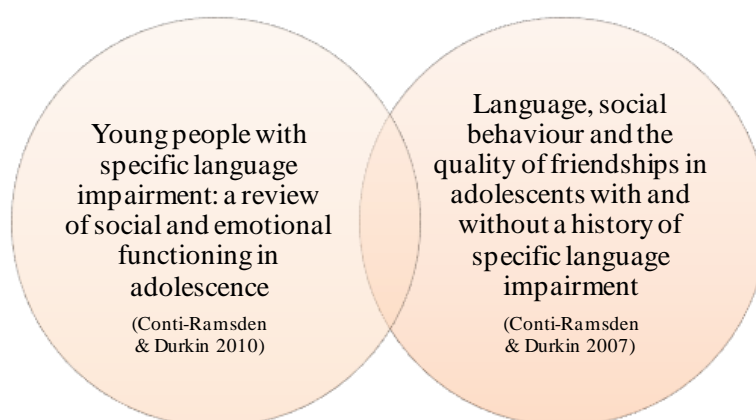 Young people with
specific language
impairment: a review
of social and emotional
functioning in
adolescence
(Conti-Ramsden
& Durkin 2010)
Language, social
behaviour and the
quality of friendships in
adolescents with and
without a history of
specific language
impairment
(Conti-Ramsden
& Durkin 2007)